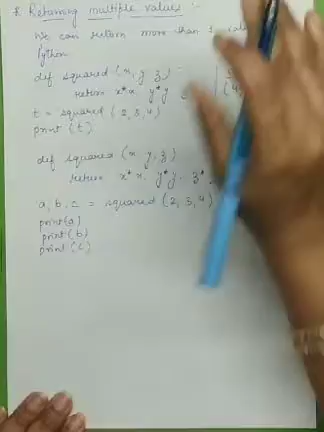 * Returning multiple values :-
We can return more than 1
Python
def squared (x, y, z)
return x*x y*y
t = squared (2,3,4)
print (t)
def squared (x, y, z)
return x*x, y*y, z*
a, b, c = squared (2, 3, 4)
print(a)
print(b)
print(c)